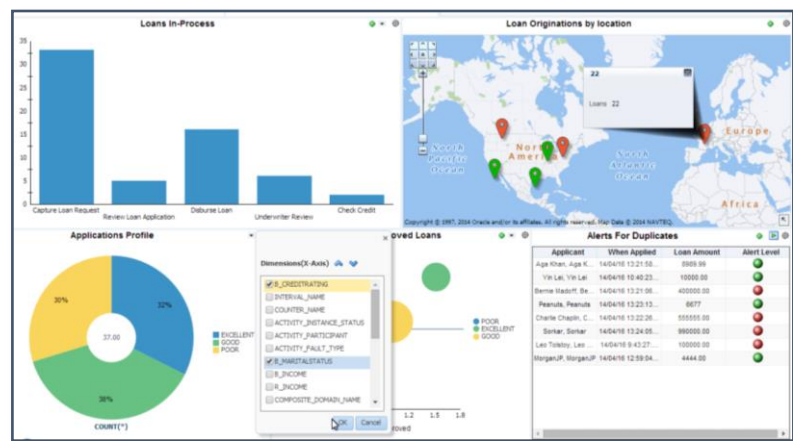 Loans In-Process
35
30
25
20
15
10
5
0
Capture Loan Request
Review Loan Application
Disburse Loan
Underwriter Review
Check Credit
Loan Originations by location
22
Loans 22
North Pacific Ocean
North America
North Atlantic Ocean
Europe
Africa
Copyright © 1997, 2014 Oracle and/or its affiliates. All rights reserved. Map Data © 2014 NAVTEQ.
Applications Profile
30%
32%
37.00
38%
EXCELLENT
GOOD
POOR
COUNT(*)
Dimensions(X-Axis)
B_CREDITRATING
INTERVAL_NAME
COUNTER_NAME
ACTIVITY_INSTANCE_STATUS
ACTIVITY_PARTICIPANT
ACTIVITY_FAULT_TYPE
B_MARITALSTATUS
B_INCOME
R_INCOME
COMPOSITE_DOMAIN_NAME
OK Cancel
oved Loans
POOR
EXCELLENT
GOOD
1.2 1.5 1.8
roved
Alerts For Duplicates
Applicant When Applied Loan Amount Alert Level
Aga Khan, Aga K... 14/04/16 13:21:58... 8989.99
Yin Lei, Yin Lei 14/04/16 10:40:23... 10000.00
Bernie Madoff, Be... 14/04/16 13:21:06... 400000.00
Peanuts, Peanuts 14/04/16 13:23:13... 6677
Charlie Chaplin, C... 14/04/16 13:22:26... 555555.00
Sorkar, Sorkar 14/04/16 13:24:05... 990000.00
Leo Tolstoy, Leo ... 14/04/16 9:43:27... 100000.00
MorganJP, MorganJP 14/04/16 12:59:04... 4444.00